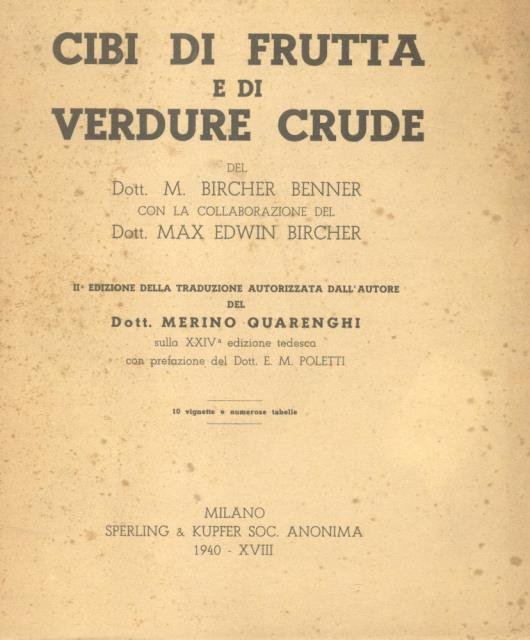 CIBI DI FRUTTA
E DI
VERDURE CRUDE
DEL
Dott. M. BIRCHER BENNER
CON LA COLLABORAZIONE DEL
Dott. MAX EDWIN BIRCHER
IIª EDIZIONE DELLA TRADUZIONE AUTORIZZATA DALL'AUTORE
DEL
Dott. MERINO QUARENGHI
sulla XXIVª edizione tedesca
con prefazione del Dott. E. M. POLETTI
10 vignette e numerose tabelle
MILANO
SPERLING & KUPFER SOC. ANONIMA
1940 - XVIII